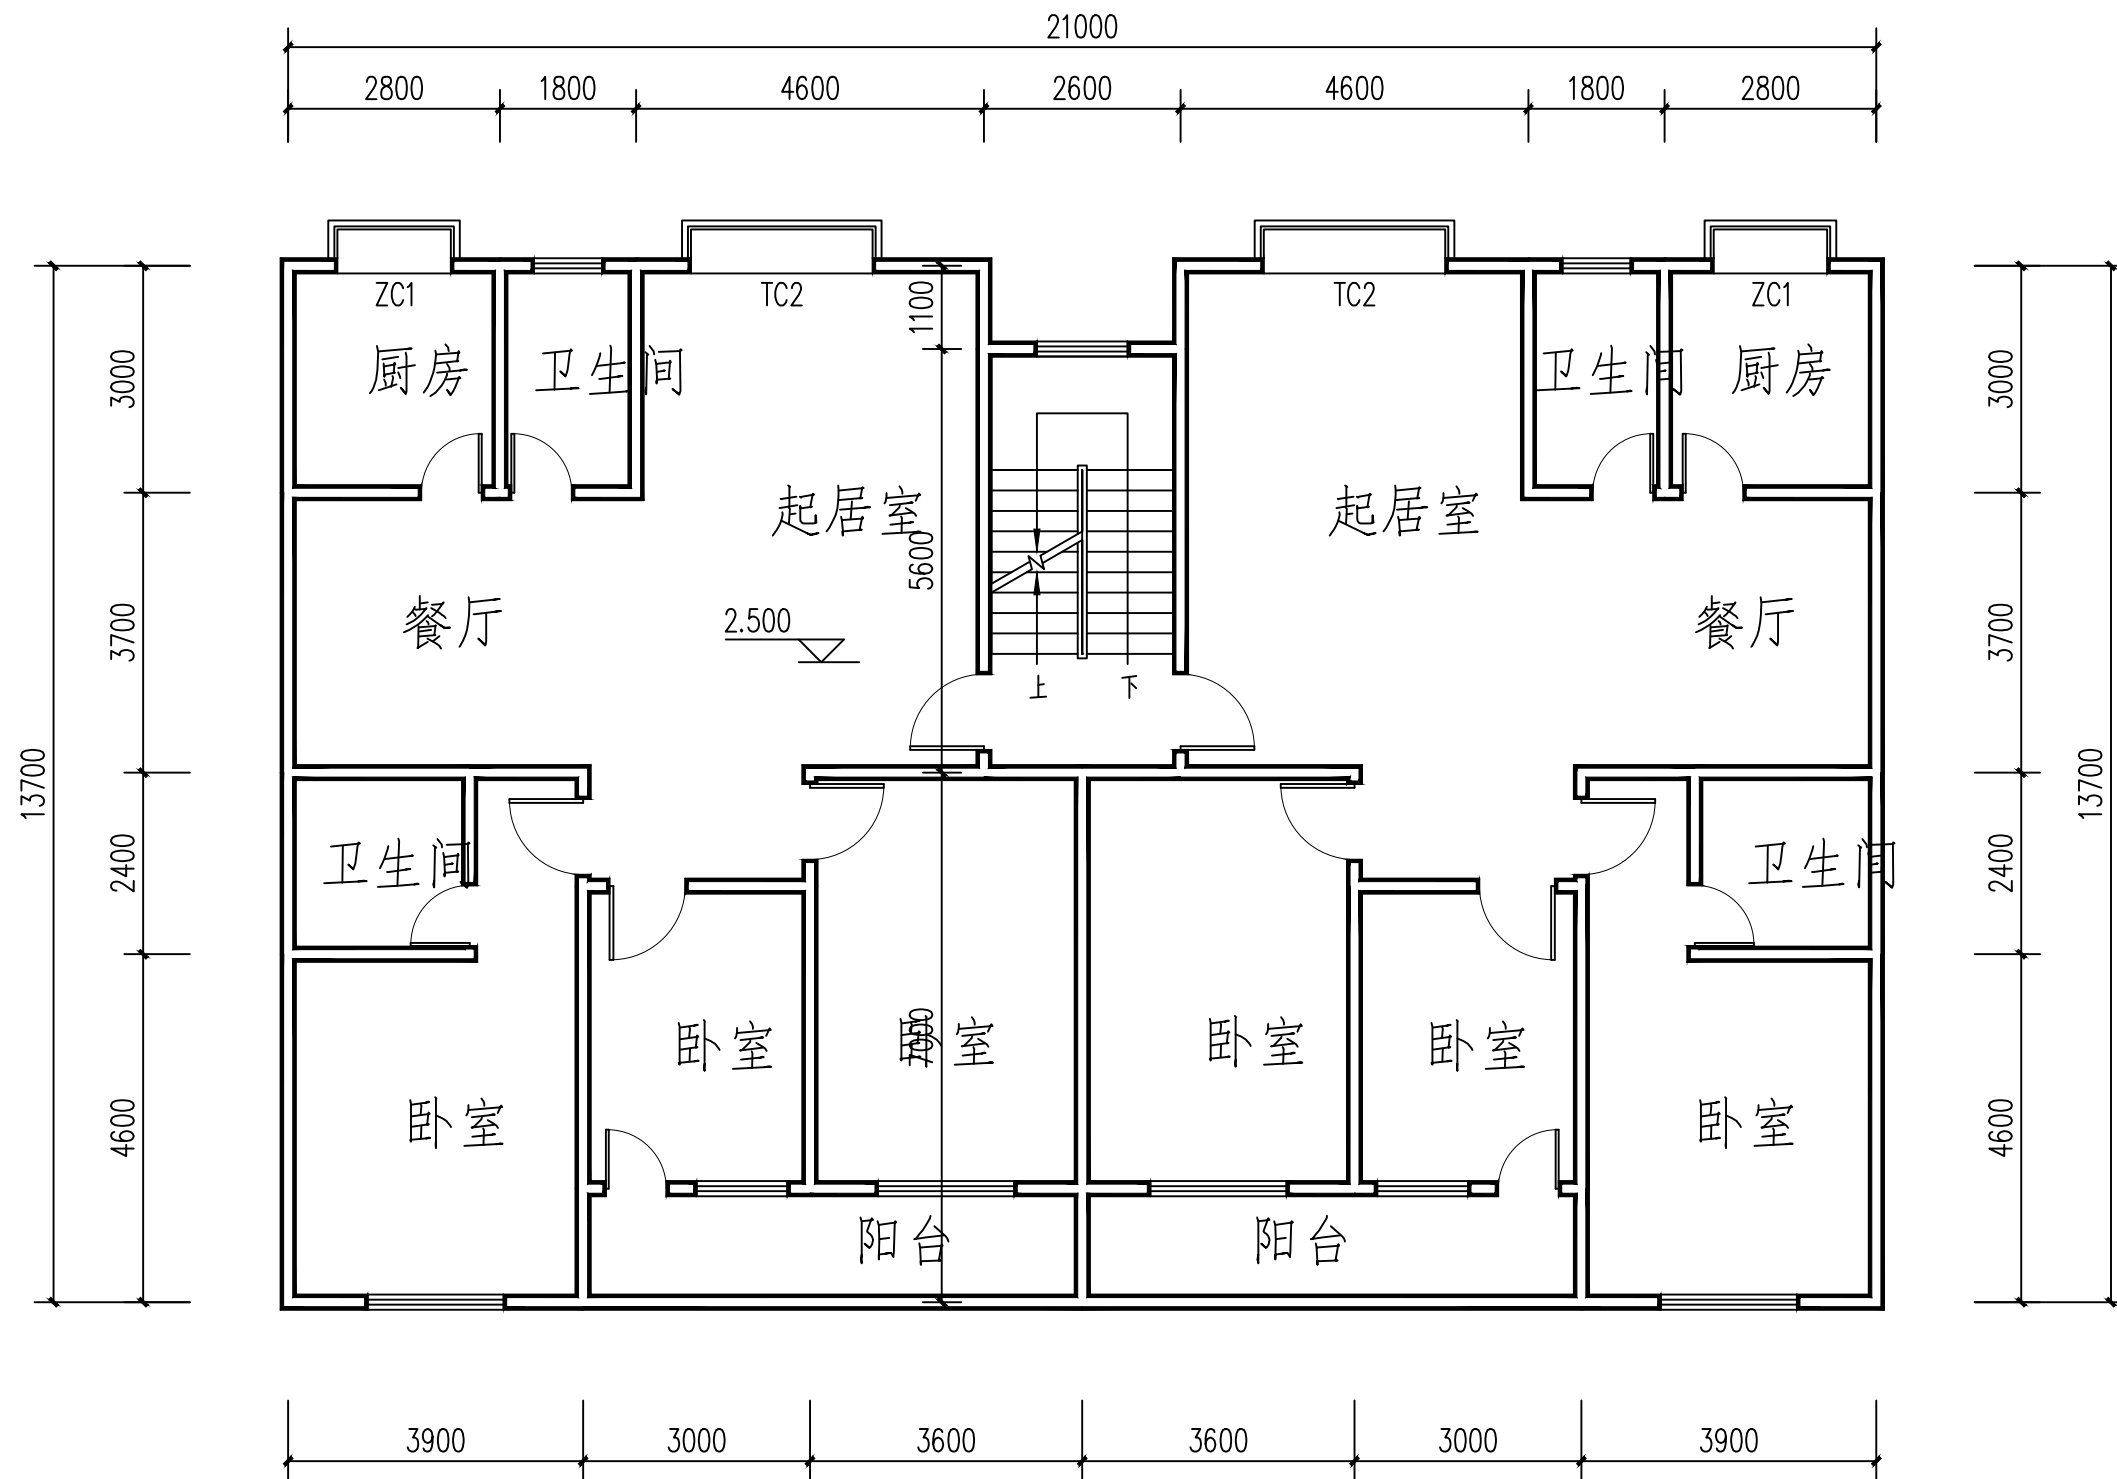 21000
2800 1800 4600 2600 4600 1800 2800
ZC1 TC2 1100 TC2 ZC1
3000 厨房 卫生间 卫生间 厨房 3000
起居室 5600 起居室
3700 餐厅 2.500 餐厅 3700
上 下
13700 13700
2400 卫生间 卫生间 2400
卧室 7000 卧室 卧室 卧室
4600 卧室 卧室 4600
阳台 阳台
3900 3000 3600 3600 3000 3900